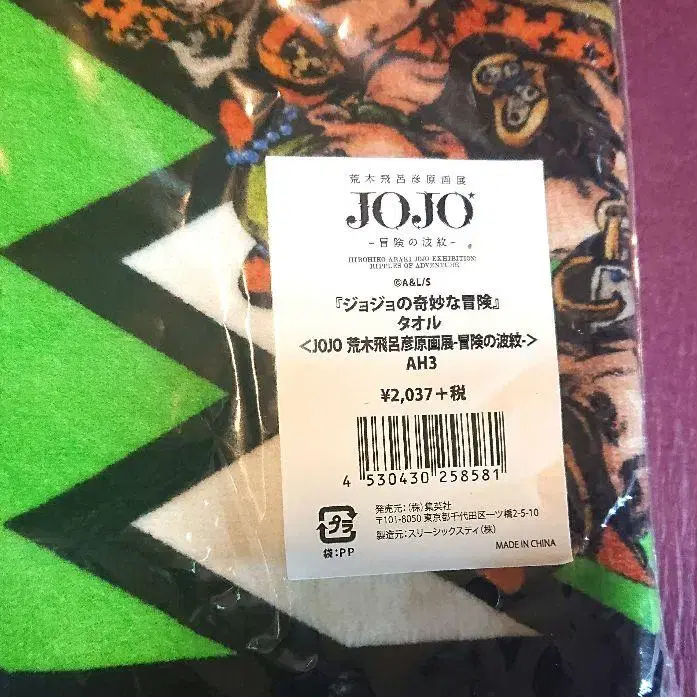 荒木飛呂彦原画展
JOJO
-冒険の波紋-
HIROHIKO ARAKI JOJO EXHIBITION:
RIPPLES OF ADVENTURE
©A&L/S
『ジョジョの奇妙な冒険』
タオル
<JOJO 荒木飛呂彦原画展-冒険の波紋->
AH3
¥2,037+税
4 530430 258581
プラ
袋:PP
発売元:(株)集英社
〒101-8050 東京都千代田区一ツ橋2-5-10
製造元:スリーシックスティ(株)
MADE IN CHINA